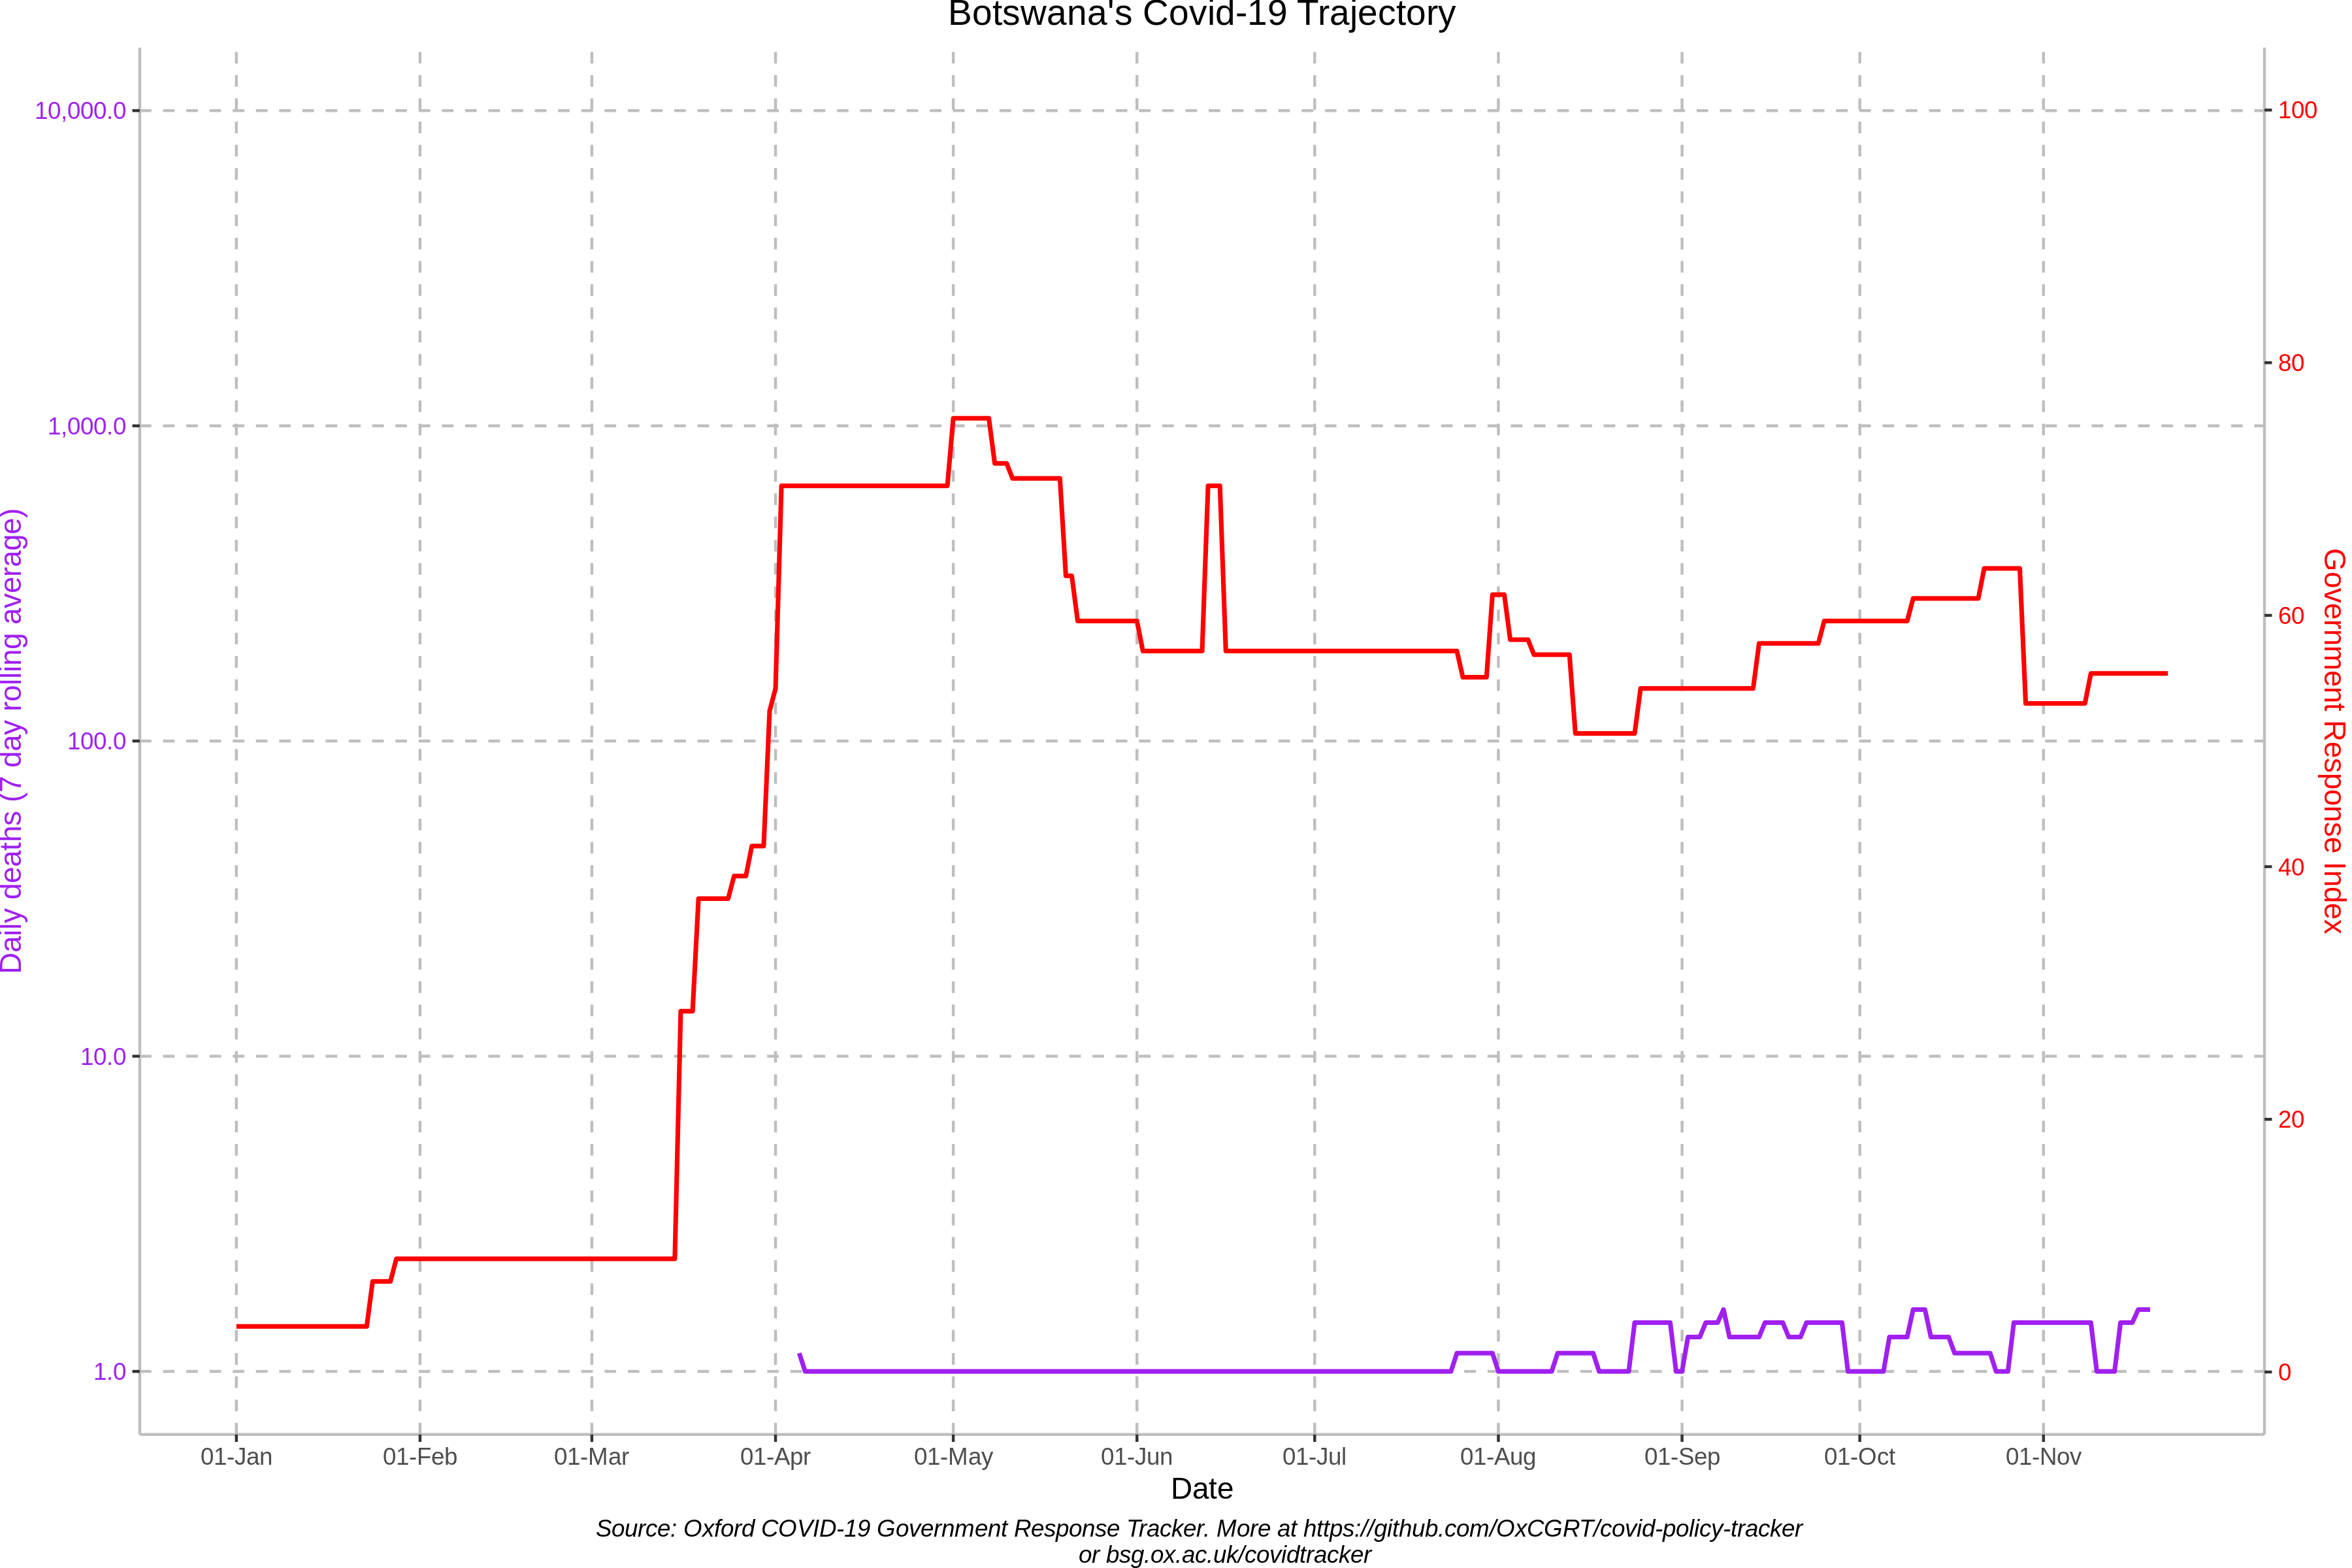 Botswana's Covid-19 Trajectory
10,000.0
1,000.0
100.0
10.0
1.0
Daily deaths (7 day rolling average)
100
80
60
40
20
0
Government Response Index
01-Jan 01-Feb 01-Mar 01-Apr 01-May 01-Jun 01-Jul 01-Aug 01-Sep 01-Oct 01-Nov
Date
Source: Oxford COVID-19 Government Response Tracker. More at https://github.com/OxCGRT/covid-policy-tracker
or bsg.ox.ac.uk/covidtracker